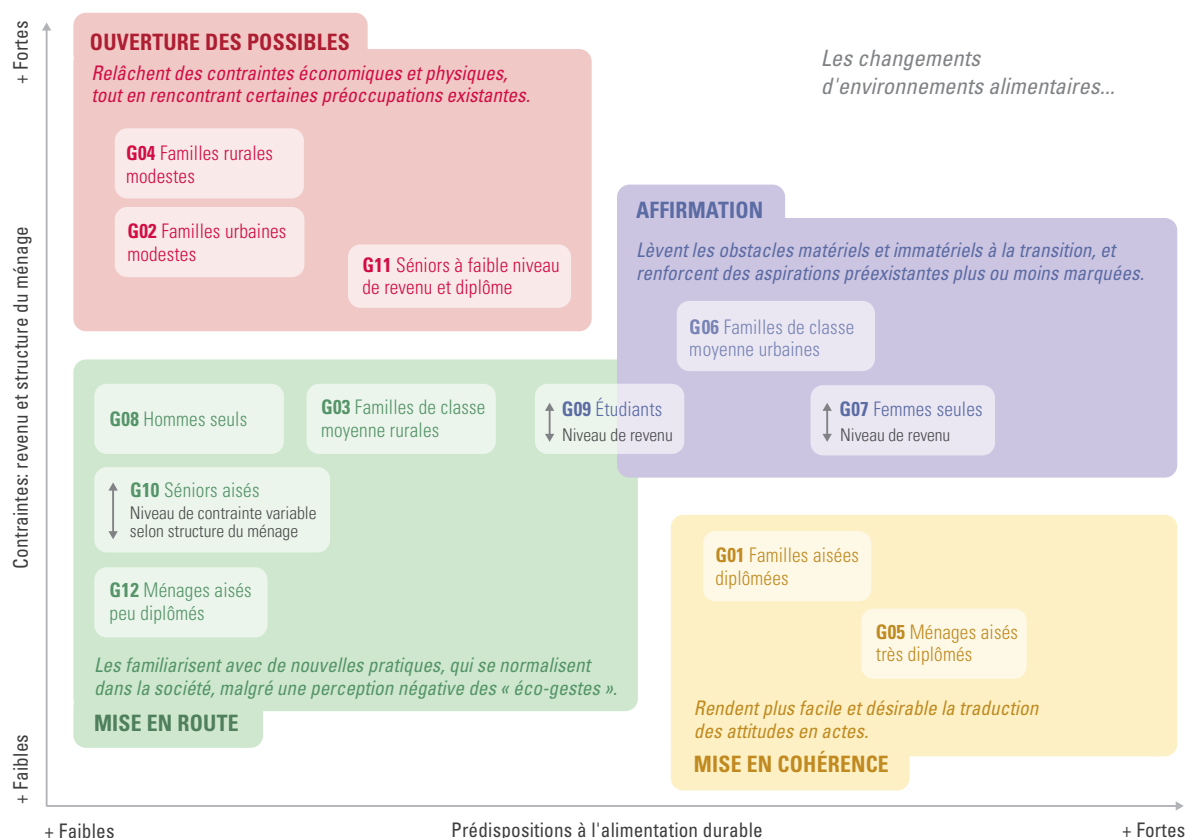 + Fortes
Contraintes: revenu et structure du ménage
+ Faibles
OUVERTURE DES POSSIBLES
Relâchent des contraintes économiques et physiques,
tout en rencontrant certaines préoccupations existantes.
G04 Familles rurales
modestes
G02 Familles urbaines
modestes
G11 Séniors à faible niveau
de revenu et diplôme
Les changements
d'environnements alimentaires...
AFFIRMATION
Lèvent les obstacles matériels et immatériels à la transition, et
renforcent des aspirations préexistantes plus ou moins marquées.
G06 Familles de classe
moyenne urbaines
G09 Étudiants
Niveau de revenu
G07 Femmes seules
Niveau de revenu
G08 Hommes seuls
G03 Familles de classe
moyenne rurales
G10 Séniors aisés
Niveau de contrainte variable
selon structure du ménage
G12 Ménages aisés
peu diplômés
Les familiarisent avec de nouvelles pratiques, qui se normalisent
dans la société, malgré une perception négative des « éco-gestes ».
MISE EN ROUTE
G01 Familles aisées
diplômées
G05 Ménages aisés
très diplômés
Rendent plus facile et désirable la traduction
des attitudes en actes.
MISE EN COHÉRENCE
+ Faibles
Prédispositions à l'alimentation durable
+ Fortes